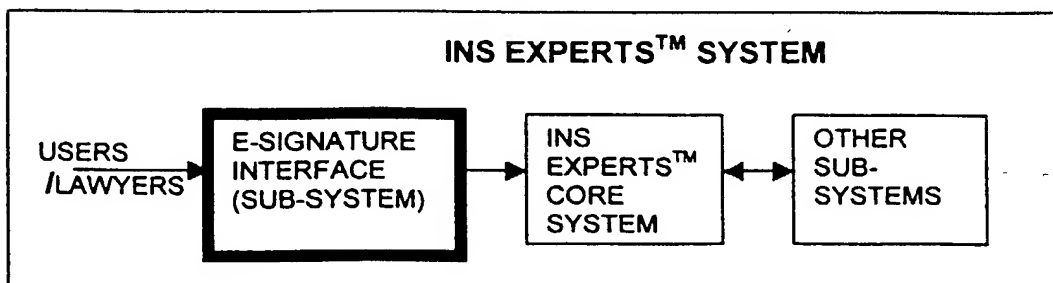 INS EXPERTS™ SYSTEM
USERS
/LAWYERS
E-SIGNATURE
INTERFACE
(SUB-SYSTEM)
INS
EXPERTS™
CORE
SYSTEM
OTHER
SUB-
SYSTEMS